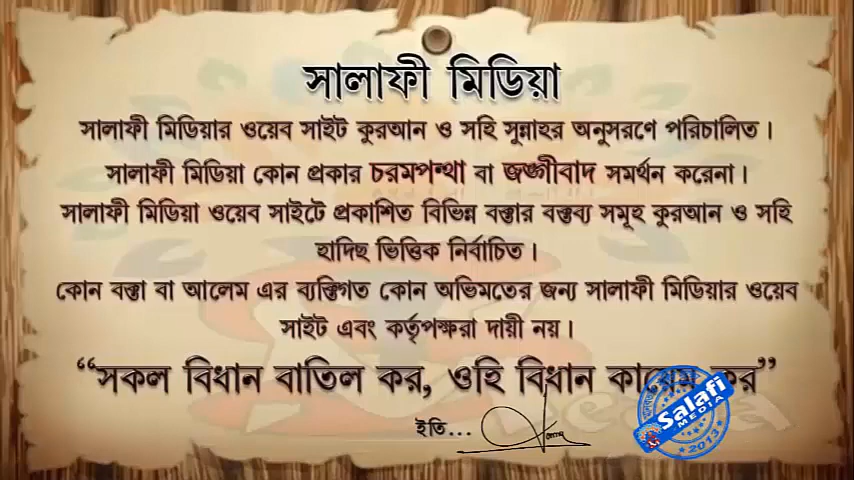 সালাফী মিডিয়া
সালাফী মিডিয়ার ওয়েব সাইট কুরআন ও সহি সুন্নাহর অনুসরণে পরিচালিত।
সালাফী মিডিয়া কোন প্রকার চরমপন্থা বা জঙ্গীবাদ সমর্থন করেনা।
সালাফী মিডিয়া ওয়েব সাইটে প্রকাশিত বিভিন্ন বক্তার বক্তব্য সমূহ কুরআন ও সহি
হাদিছ ভিত্তিক নির্বাচিত।
কোন বক্তা বা আলেম এর ব্যক্তিগত কোন অভিমতের জন্য সালাফী মিডিয়ার ওয়েব
সাইট এবং কর্তৃপক্ষরা দায়ী নয়।
“সকল বিধান বাতিল কর, ওহি বিধান কায়েম কর”
ইতি...
Salafi
MEDIA
2013